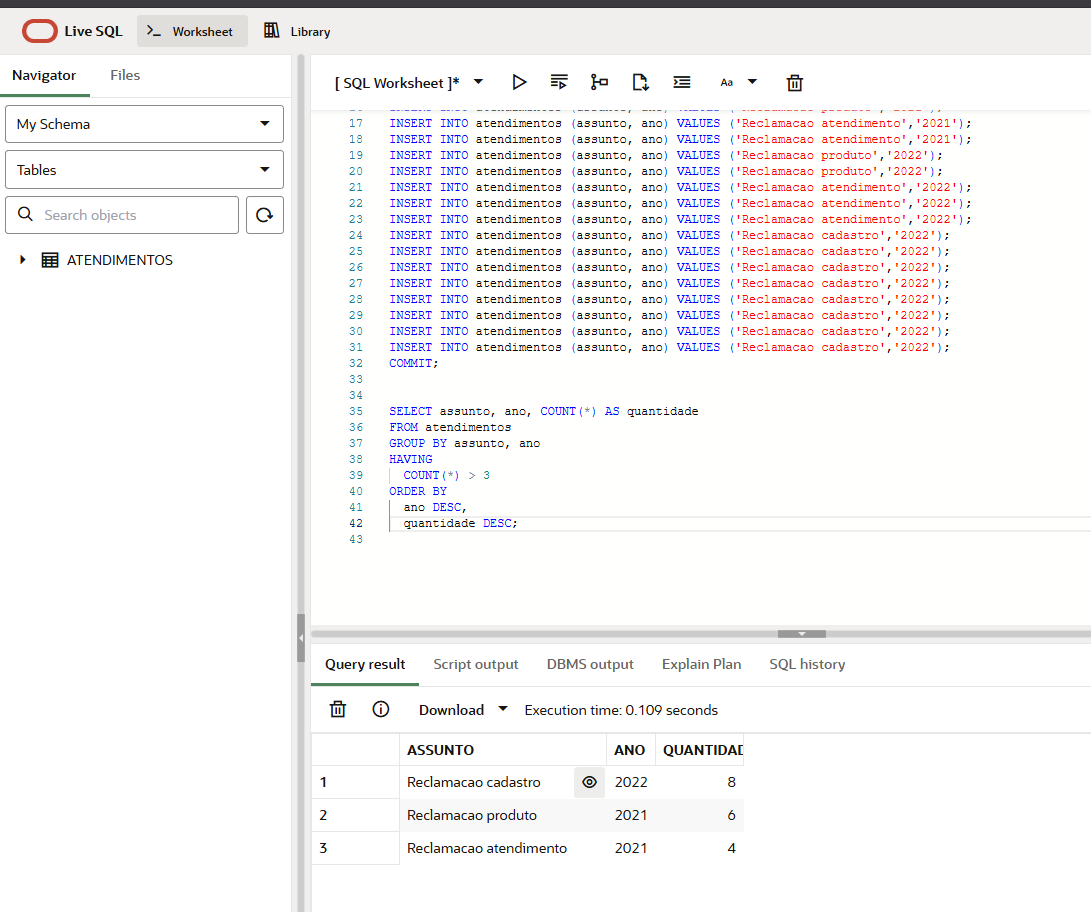 Live SQL
Worksheet
Library
Navigator
Files
[ SQL Worksheet ]*
Aa
My Schema
Tables
Search objects
ATENDIMENTOS
17 INSERT INTO atendimentos (assunto, ano) VALUES ('Reclamacao atendimento','2021');
18 INSERT INTO atendimentos (assunto, ano) VALUES ('Reclamacao atendimento','2021');
19 INSERT INTO atendimentos (assunto, ano) VALUES ('Reclamacao produto','2022');
20 INSERT INTO atendimentos (assunto, ano) VALUES ('Reclamacao produto','2022');
21 INSERT INTO atendimentos (assunto, ano) VALUES ('Reclamacao atendimento','2022');
22 INSERT INTO atendimentos (assunto, ano) VALUES ('Reclamacao atendimento','2022');
23 INSERT INTO atendimentos (assunto, ano) VALUES ('Reclamacao atendimento','2022');
24 INSERT INTO atendimentos (assunto, ano) VALUES ('Reclamacao cadastro','2022');
25 INSERT INTO atendimentos (assunto, ano) VALUES ('Reclamacao cadastro','2022');
26 INSERT INTO atendimentos (assunto, ano) VALUES ('Reclamacao cadastro','2022');
27 INSERT INTO atendimentos (assunto, ano) VALUES ('Reclamacao cadastro','2022');
28 INSERT INTO atendimentos (assunto, ano) VALUES ('Reclamacao cadastro','2022');
29 INSERT INTO atendimentos (assunto, ano) VALUES ('Reclamacao cadastro','2022');
30 INSERT INTO atendimentos (assunto, ano) VALUES ('Reclamacao cadastro','2022');
31 INSERT INTO atendimentos (assunto, ano) VALUES ('Reclamacao cadastro','2022');
32 COMMIT;
33
34
35 SELECT assunto, ano, COUNT(*) AS quantidade
36 FROM atendimentos
37 GROUP BY assunto, ano
38 HAVING
39 COUNT(*) > 3
40 ORDER BY
41 ano DESC,
42 quantidade DESC;
43
Query result
Script output
DBMS output
Explain Plan
SQL history
Download
Execution time: 0.109 seconds
ASSUNTO ANO QUANTIDAD
1 Reclamacao cadastro 2022 8
2 Reclamacao produto 2021 6
3 Reclamacao atendimento 2021 4